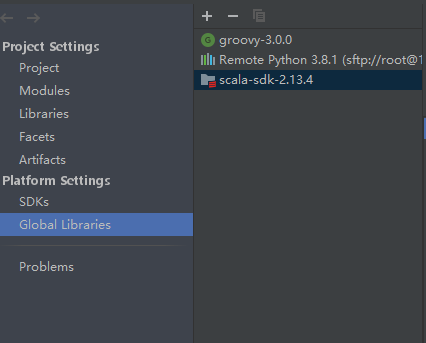 Project Settings
Project
Modules
Libraries
Facets
Artifacts
Platform Settings
SDKs
Global Libraries
Problems
groovy-3.0.0
Remote Python 3.8.1 (sftp://root@1
scala-sdk-2.13.4